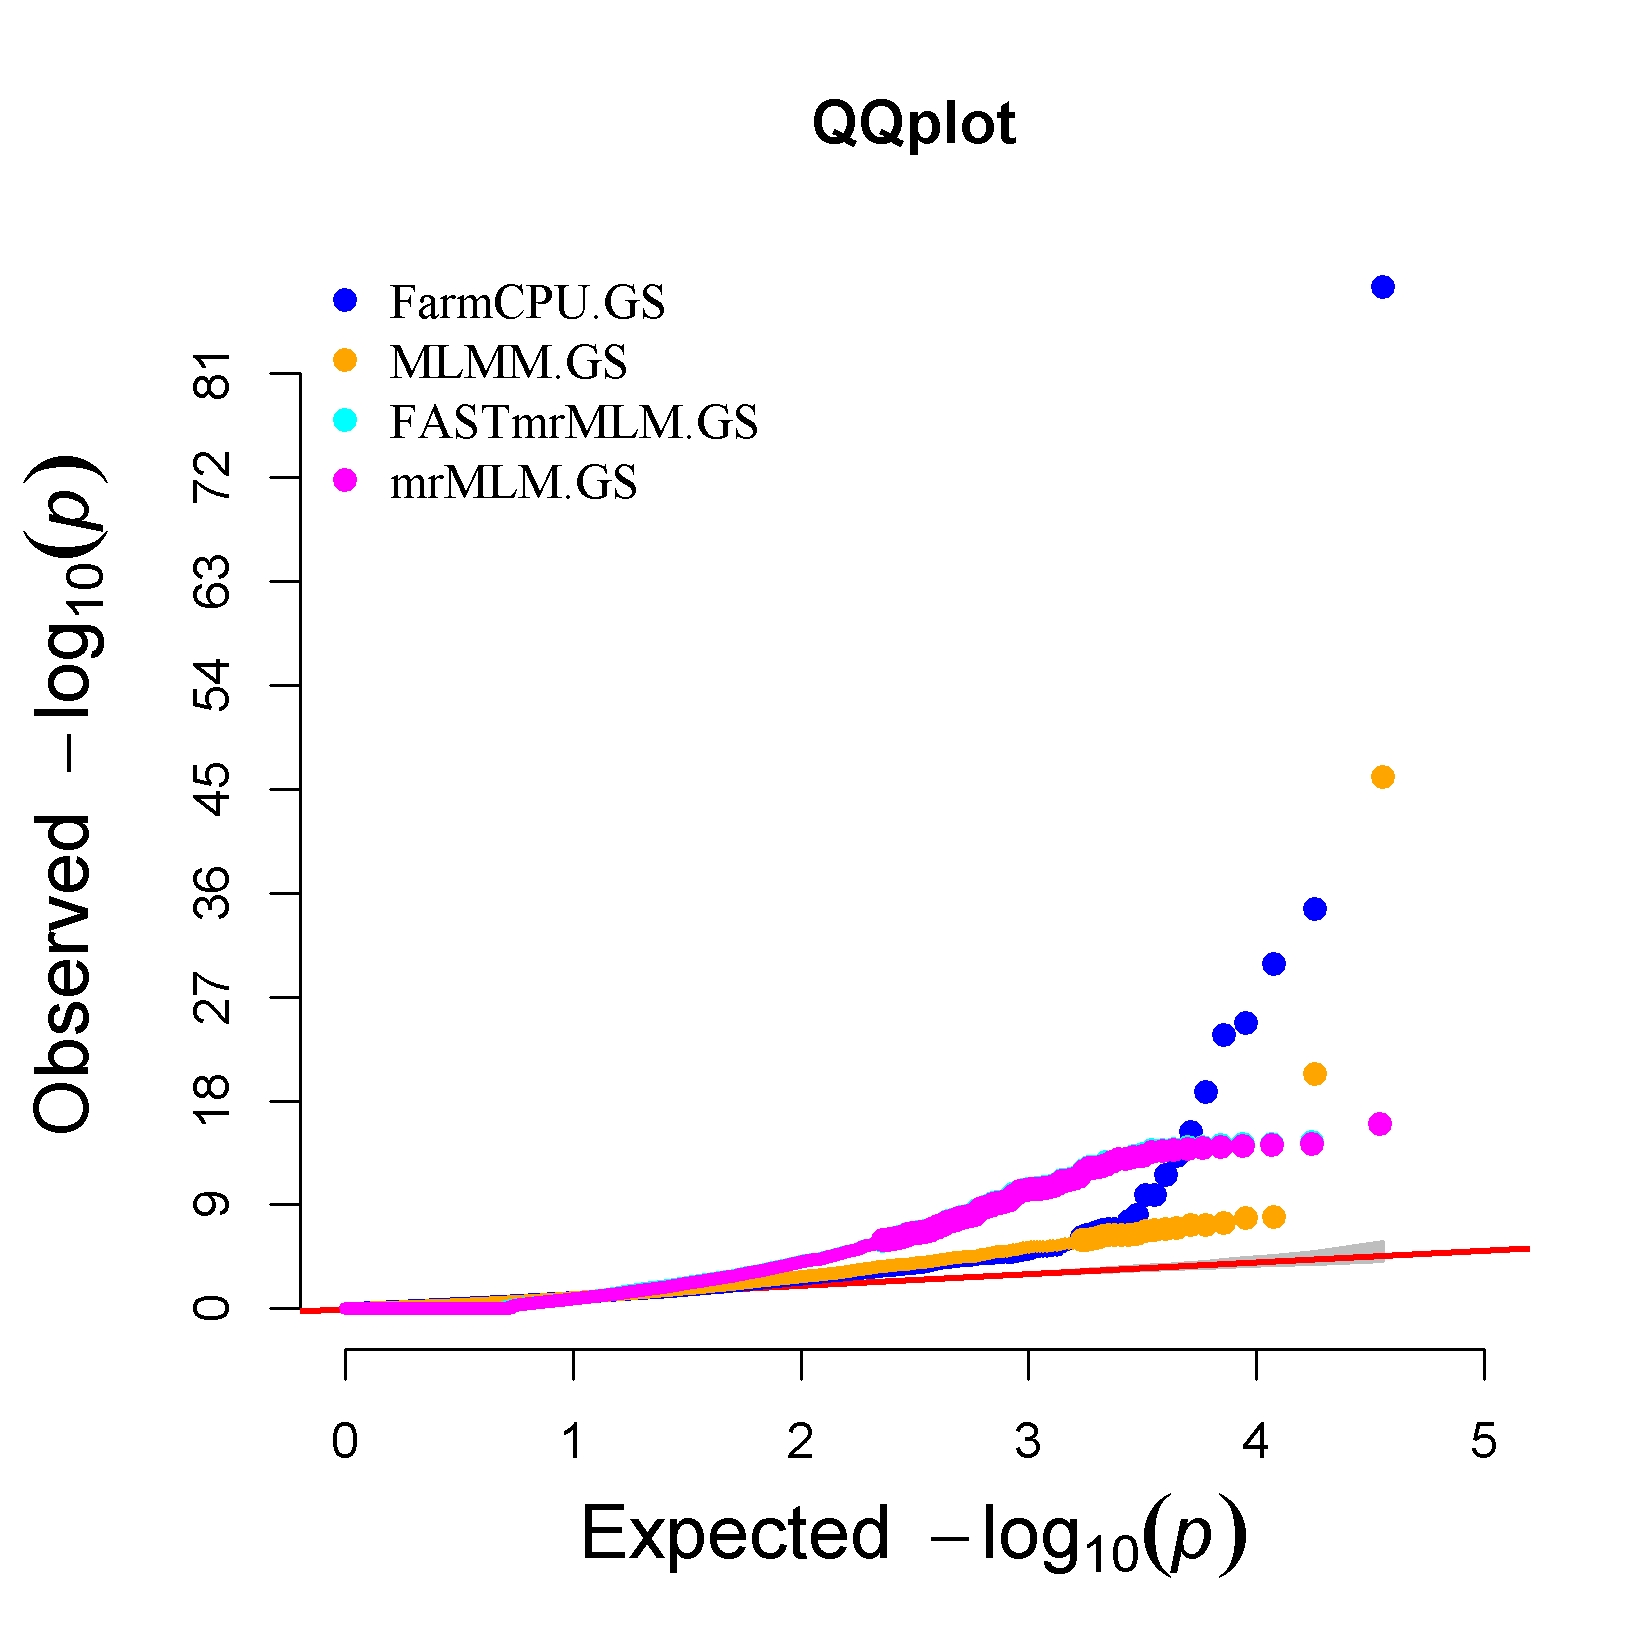 QQplot
FarmCPU.GS
MLMM.GS
FASTmrMLM.GS
mrMLM.GS
Observed −log10(p)
81
72
63
54
45
36
27
18
9
0
0 1 2 3 4 5
Expected −log10(p)